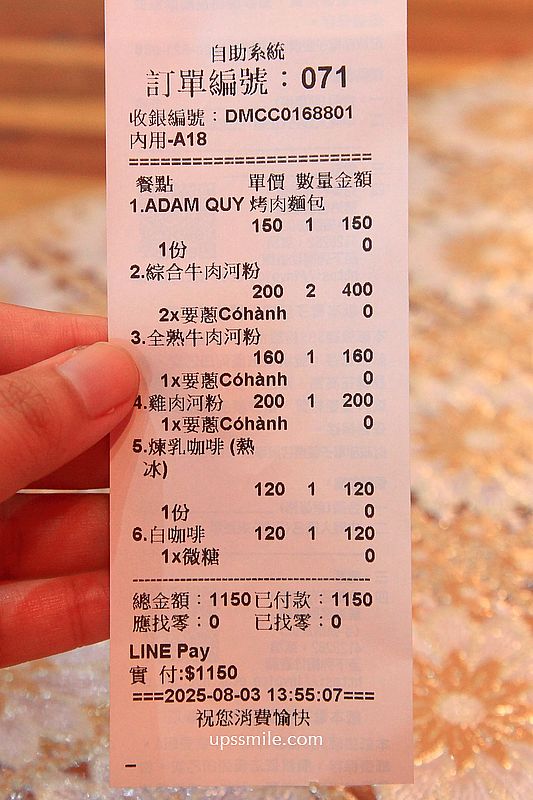 自助系統
訂單編號：071
收銀編號：DMCC0168801
內用-A18
==========================
餐點 單價 數量 金額
1.ADAM QUY 烤肉麵包
150 1 150
1份 0
2.綜合牛肉河粉
200 2 400
2x要蔥Cóhành 0
3.全熟牛肉河粉
160 1 160
1x要蔥Cóhành 0
4.雞肉河粉 200 1 200
1x要蔥Cóhành 0
5.煉乳咖啡 (熱
冰)
120 1 120
1份 0
6.白咖啡 120 1 120
1x微糖 0
--------------------------------------
總金額：1150 已付款：1150
應找零：0 已找零：0
LINE Pay
實 付:$1150
===2025-08-03 13:55:07===
祝您消費愉快
upssmile.com